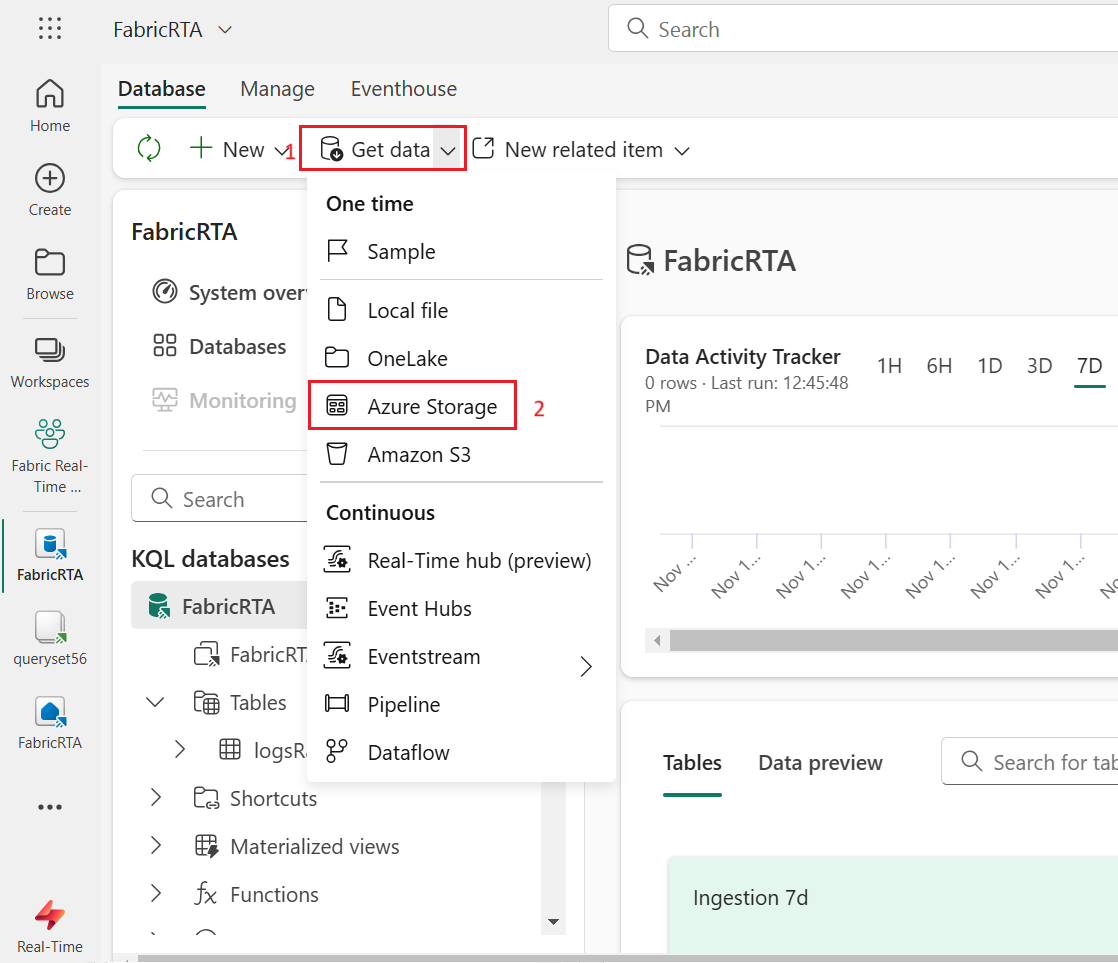 FabricRTA
Search
Home
Create
Browse
Workspaces
Fabric Real-
Time ...
FabricRTA
queryset56
FabricRTA
Real-Time
Database Manage Eventhouse
New 1 Get data New related item
FabricRTA
System over
Databases
Monitoring
Search
KQL databases
FabricRTA
FabricRT
Tables
logsRa
Shortcuts
Materialized views
Functions
One time
Sample
Local file
OneLake
Azure Storage 2
Amazon S3
Continuous
Real-Time hub (preview)
Event Hubs
Eventstream
Pipeline
Dataflow
FabricRTA
Data Activity Tracker
0 rows · Last run: 12:45:48
PM
1H 6H 1D 3D 7D
Nov ... Nov 1... Nov 1... Nov 1... Nov 1... Nov 1... Nov 1... No
Tables Data preview Search for tab
Ingestion 7d